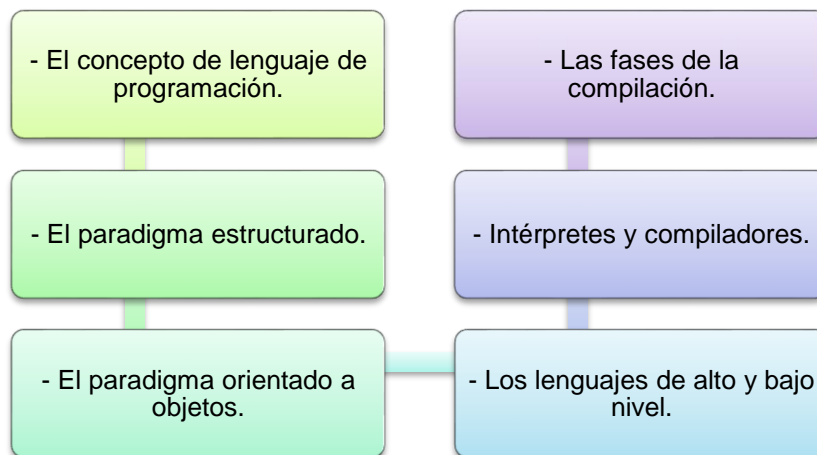 - El concepto de lenguaje de
programación.
- El paradigma estructurado.
- El paradigma orientado a
objetos.
- Los lenguajes de alto y bajo
nivel.
- Intérpretes y compiladores.
- Las fases de la
compilación.